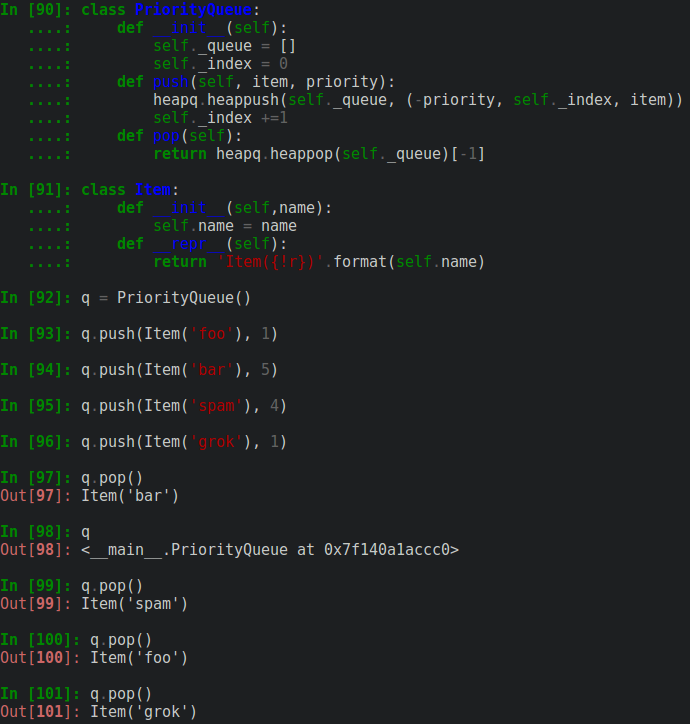 In [90]: class PriorityQueue:
   ....:     def __init__(self):
   ....:         self._queue = []
   ....:         self._index = 0
   ....:     def push(self, item, priority):
   ....:         heapq.heappush(self._queue, (-priority, self._index, item))
   ....:         self._index +=1
   ....:     def pop(self):
   ....:         return heapq.heappop(self._queue)[-1]
In [91]: class Item:
   ....:     def __init__(self,name):
   ....:         self.name = name
   ....:     def __repr__(self):
   ....:         return 'Item({!r})'.format(self.name)
In [92]: q = PriorityQueue()
In [93]: q.push(Item('foo'), 1)
In [94]: q.push(Item('bar'), 5)
In [95]: q.push(Item('spam'), 4)
In [96]: q.push(Item('grok'), 1)
In [97]: q.pop()
Out[97]: Item('bar')
In [98]: q
Out[98]: <__main__.PriorityQueue at 0x7f140a1accc0>
In [99]: q.pop()
Out[99]: Item('spam')
In [100]: q.pop()
Out[100]: Item('foo')
In [101]: q.pop()
Out[101]: Item('grok')